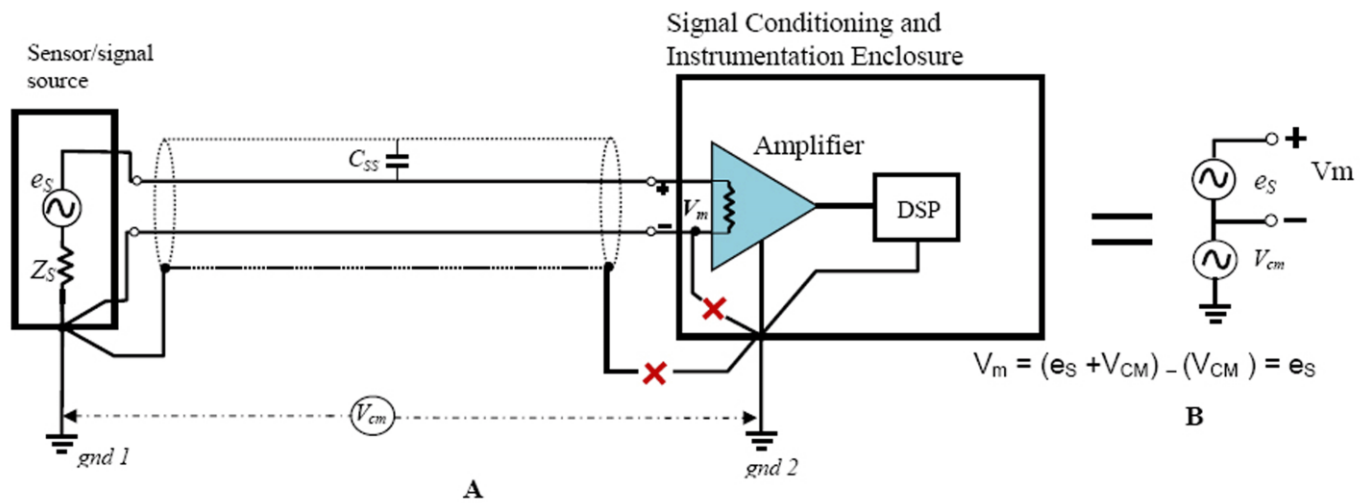 Signal Conditioning and
Instrumentation Enclosure
Sensor/signal
source
Amplifier
C_SS
e_S
+
V_m
−
DSP
Z_S
+
Vm
e_S
−
V_cm
V_m = (e_S +V_CM) − (V_CM ) = e_S
V_cm
B
gnd 1
gnd 2
A